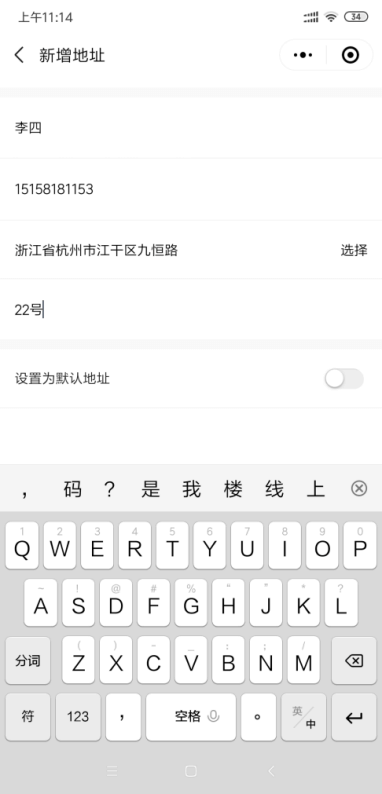 上午11:14
34
新增地址
李四
15158181153
浙江省杭州市江干区九恒路 选择
22号
设置为默认地址
， 码 ？ 是 我 楼 线 上
1 2 3 4 5 6 7 8 9 0
Q W E R T Y U I O P
~ ! @ # % " " * ?
A S D F G H J K L
( ) - _ : ; /
分词 Z X C V B N M
符 123 ， 空格 。 英/中